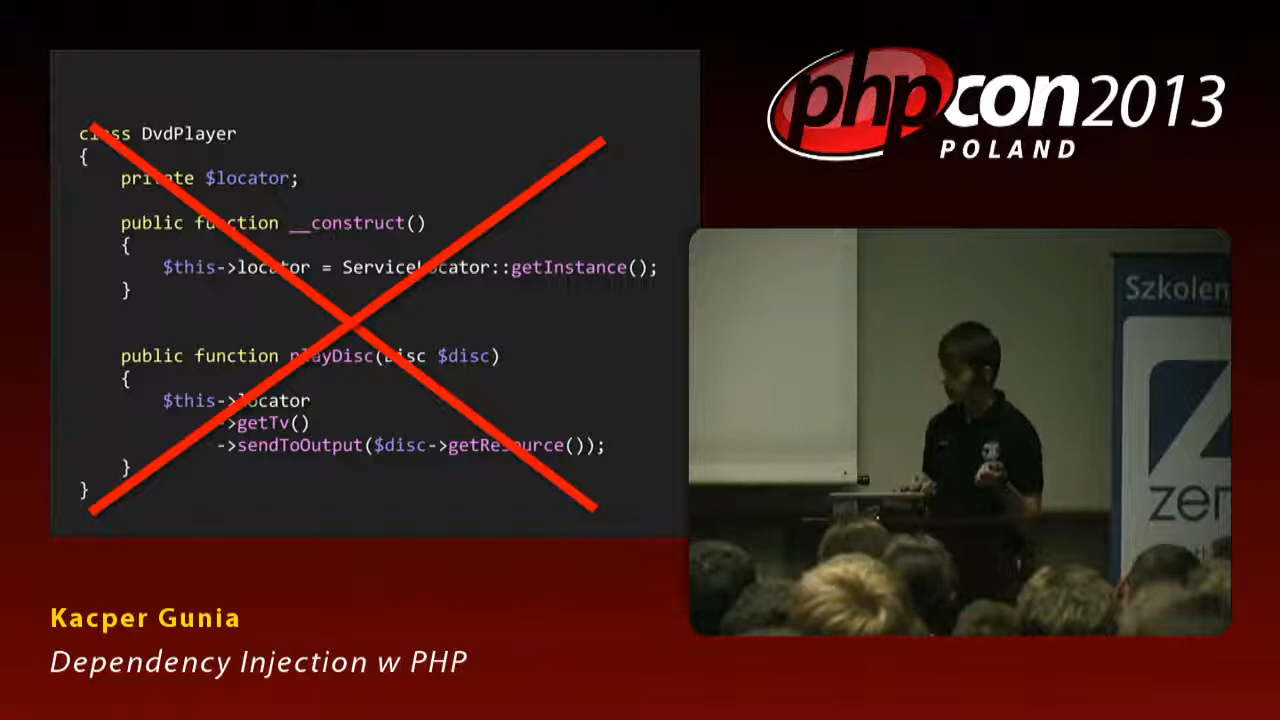 class DvdPlayer
{
private $locator;
public function __construct()
{
$this->locator = ServiceLocator::getInstance();
}
public function playDisc(Disc $disc)
{
$this->locator
->getTv()
->sendToOutput($disc->getResource());
}
}
phpcon2013
POLAND
Szkolen
zen
Kacper Gunia
Dependency Injection w PHP